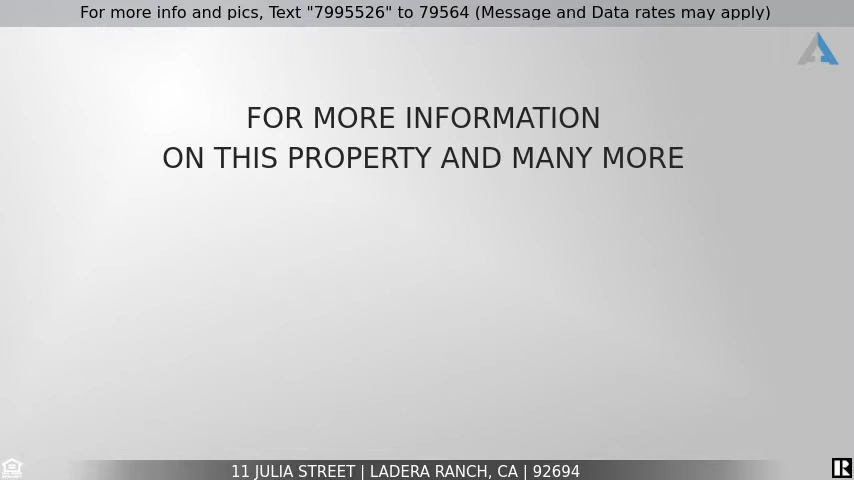 For more info and pics, Text "7995526" to 79564 (Message and Data rates may apply)
FOR MORE INFORMATION
ON THIS PROPERTY AND MANY MORE
11 JULIA STREET | LADERA RANCH, CA | 92694